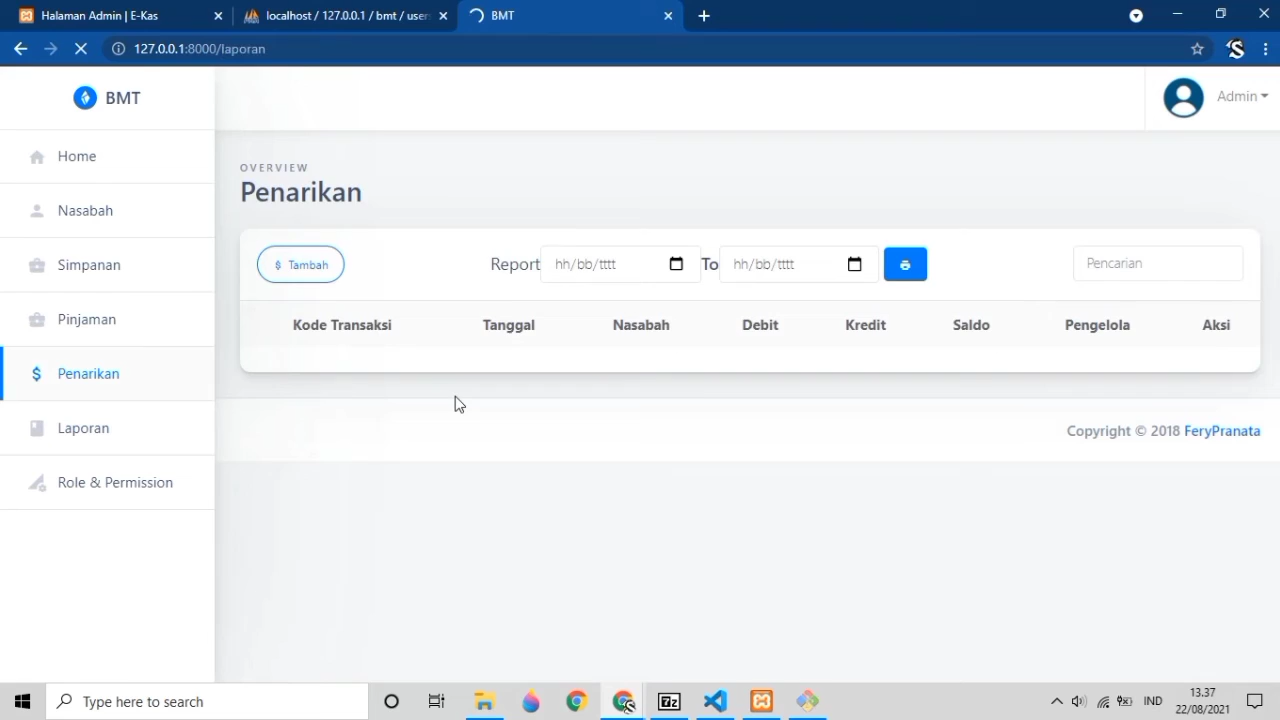 Halaman Admin | E-Kas
localhost / 127.0.0.1 / bmt / user
BMT
127.0.0.1:8000/laporan
BMT
Admin
Home
Nasabah
Simpanan
Pinjaman
Penarikan
Laporan
Role & Permission
OVERVIEW
Penarikan
$ Tambah
Report hh/bb/tttt To hh/bb/tttt
Pencarian
Kode Transaksi Tanggal Nasabah Debit Kredit Saldo Pengelola Aksi
Copyright © 2018 FeryPranata
Type here to search
IND
13.37
22/08/2021